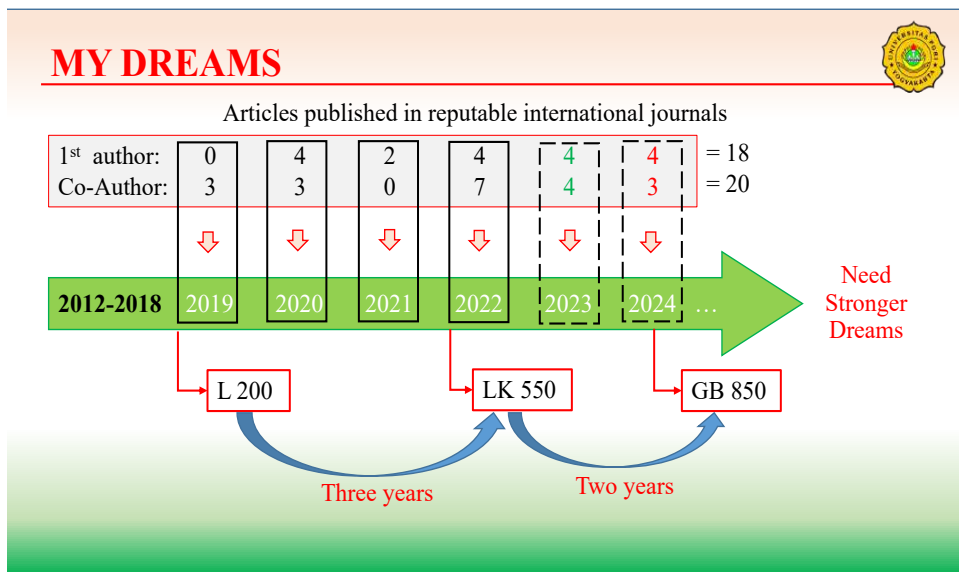 MY DREAMS
UNIVERSITAS
YOGYAKARTA
Articles published in reputable international journals
1st author: 0 4 2 4 4 4 = 18
Co-Author: 3 3 0 7 4 3 = 20
2012-2018 2019 2020 2021 2022 2023 2024 …
Need
Stronger
Dreams
L 200 LK 550 GB 850
Three years Two years